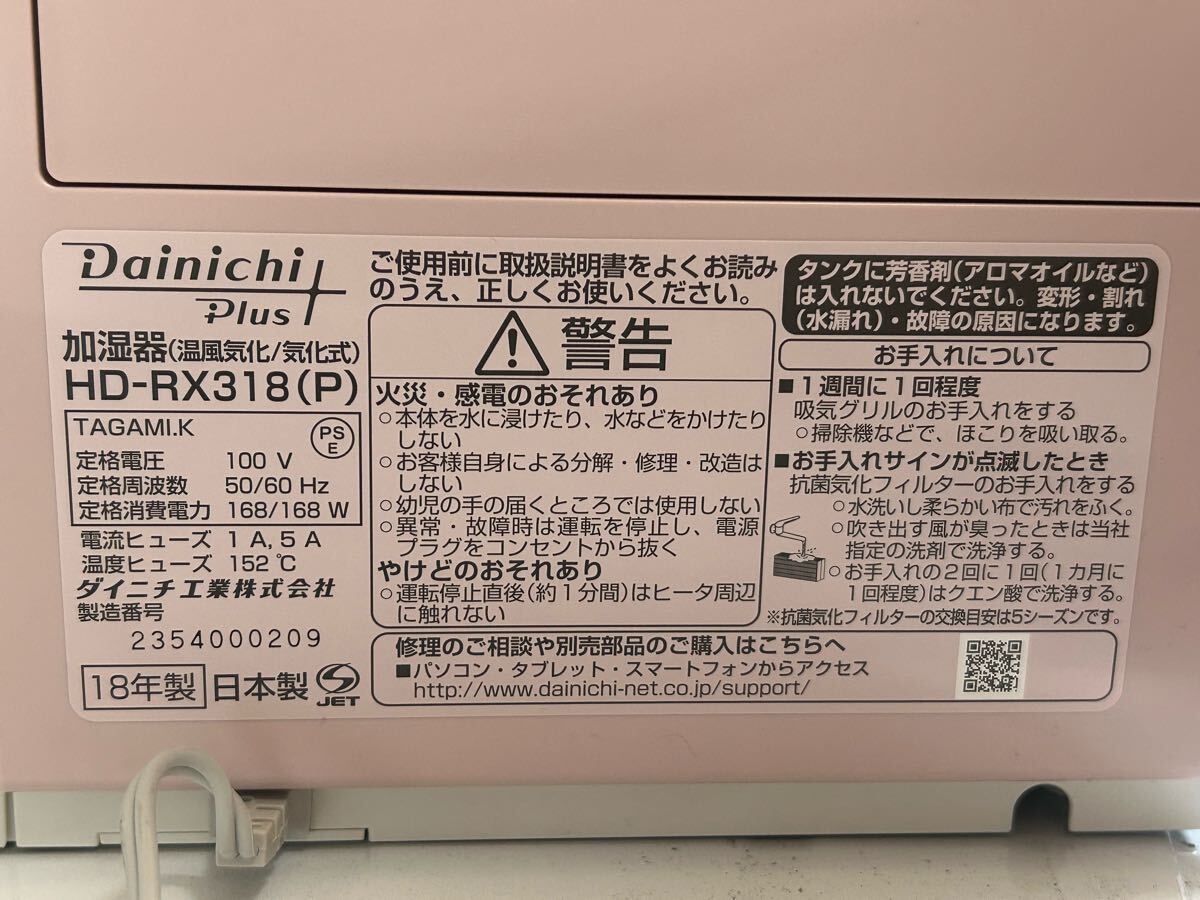 Dainichi
Plus
加湿器(温風気化/気化式)
HD-RX318(P)
TAGAMI.K
PS
E
定格電圧 100 V
定格周波数 50/60 Hz
定格消費電力 168/168 W
電流ヒューズ 1 A, 5 A
温度ヒューズ 152 ℃
ダイニチ工業株式会社
製造番号
2354000209
18年製 日本製
JET
ご使用前に取扱説明書をよくお読み
のうえ、正しくお使いください。
警告
火災・感電のおそれあり
○本体を水に浸けたり、水などをかけたり
しない
○お客様自身による分解・修理・改造は
しない
○幼児の手の届くところでは使用しない
○異常・故障時は運転を停止し、電源
プラグをコンセントから抜く
やけどのおそれあり
○運転停止直後(約1分間)はヒータ周辺
に触れない
タンクに芳香剤(アロマオイルなど)
は入れないでください。変形・割れ
(水漏れ)・故障の原因になります。
お手入れについて
■1週間に1回程度
吸気グリルのお手入れをする
○掃除機などで、ほこりを吸い取る。
■お手入れサインが点滅したとき
抗菌気化フィルターのお手入れをする
○水洗いし柔らかい布で汚れをふく。
○吹き出す風が臭ったときは当社
指定の洗剤で洗浄する。
○お手入れの2回に1回(1カ月に
1回程度)はクエン酸で洗浄する。
※抗菌気化フィルターの交換目安は5シーズンです。
修理のご相談や別売部品のご購入はこちらへ
■パソコン・タブレット・スマートフォンからアクセス
http://www.dainichi-net.co.jp/support/